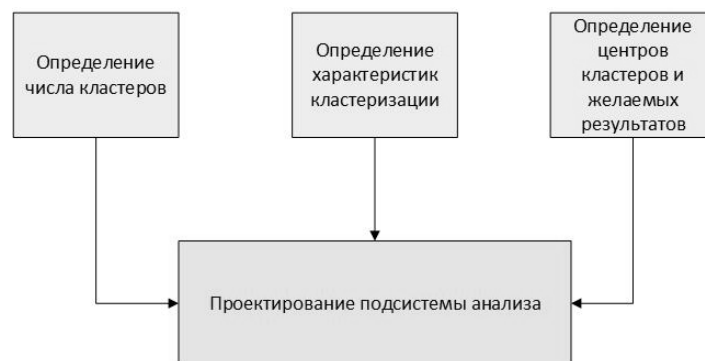 Определение
числа кластеров
Определение
характеристик
кластеризации
Определение
центров
кластеров и
желаемых
результатов
Проектирование подсистемы анализа